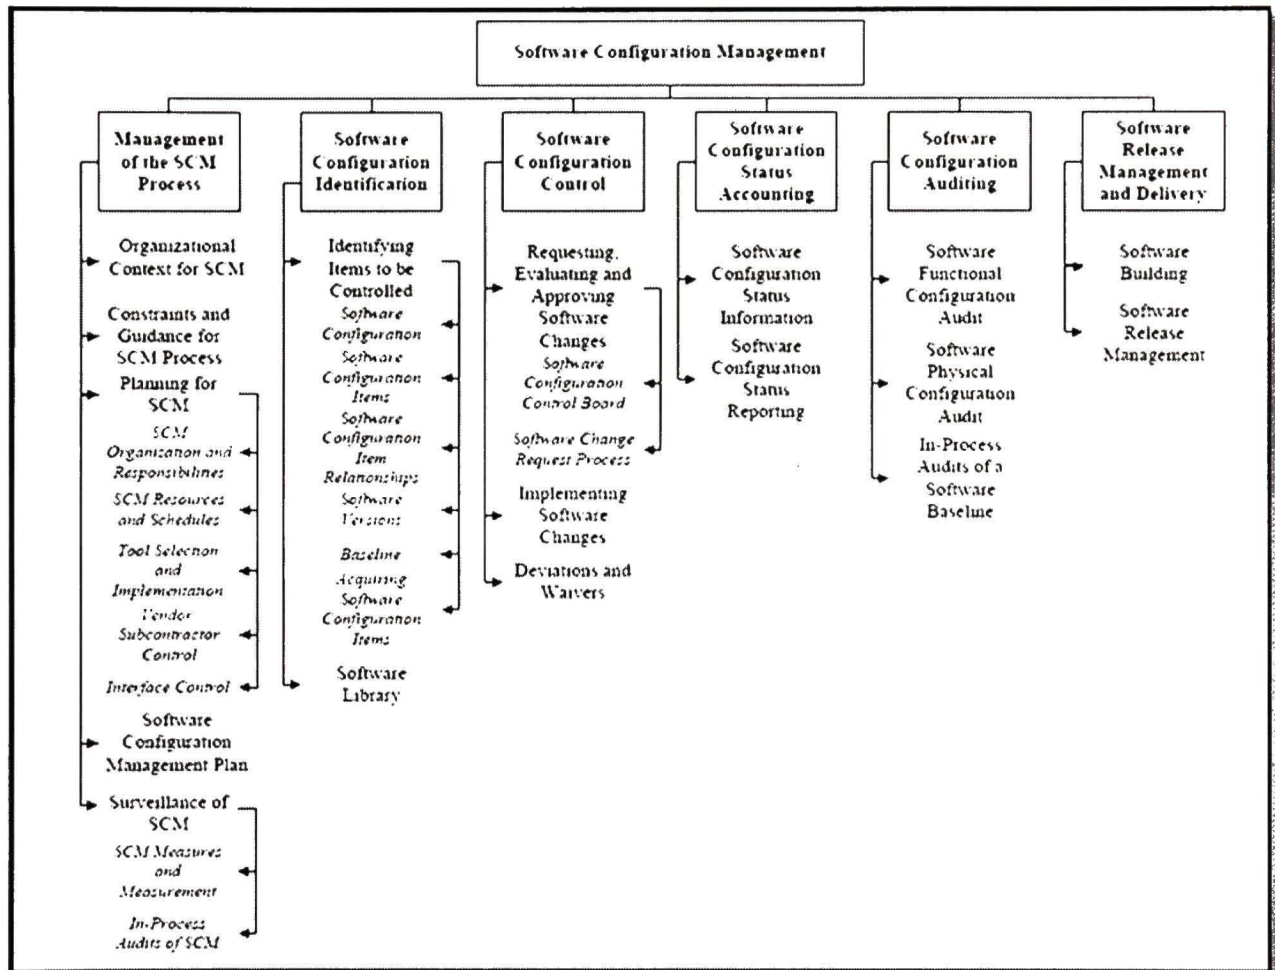 Software Configuration Management
Management
of the SCM
Process
Organizational
Context for SCM
Constraints and
Guidance for
SCM Process
Planning for
SCM
SCM
Organization and
Responsibilities
SCM Resources
and Schedules
Tool Selection
and
Implementation
Vendor
Subcontractor
Control
Interface Control
Software
Configuration
Management Plan
Surveillance of
SCM
SCM Measures
and
Measurement
In-Process
Audits of SCM
Software
Configuration
Identification
Identifying
Items to be
Controlled
Software
Configuration
Software
Configuration
Items
Software
Configuration
Item
Relationships
Software
Versions
Baseline
Acquiring
Software
Configuration
Items
Software
Library
Software
Configuration
Control
Requesting,
Evaluating and
Approving
Software
Changes
Software
Configuration
Control Board
Software Change
Request Process
Implementing
Software
Changes
Deviations and
Waivers
Software
Configuration
Status
Accounting
Software
Configuration
Status
Information
Software
Configuration
Status
Reporting
Software
Configuration
Auditing
Software
Functional
Configuration
Audit
Software
Physical
Configuration
Audit
In-Process
Audits of a
Software
Baseline
Software
Release
Management
and Delivery
Software
Building
Software
Release
Management